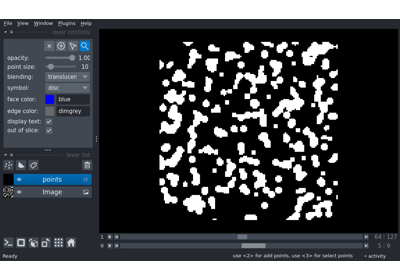 File View Window Plugins Help
layer controls
opacity: 1.00
point size: 10
blending: translucen
symbol: disc
face color: blue
edge color: dimgrey
display text:
out of slice:
layer list
points
Image
1 64 127
0 5 9
Ready use <2> for add points, use <3> for select points activity